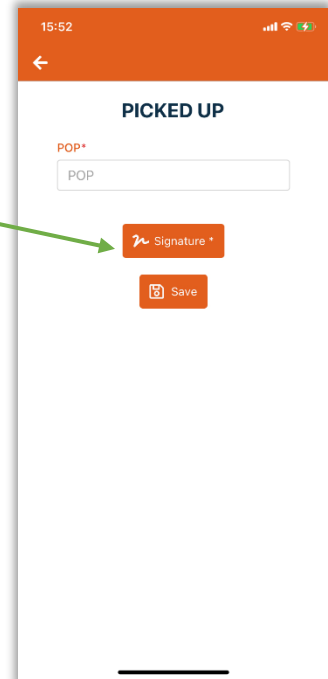 15:52
PICKED UP
POP*
POP
Signature *
Save